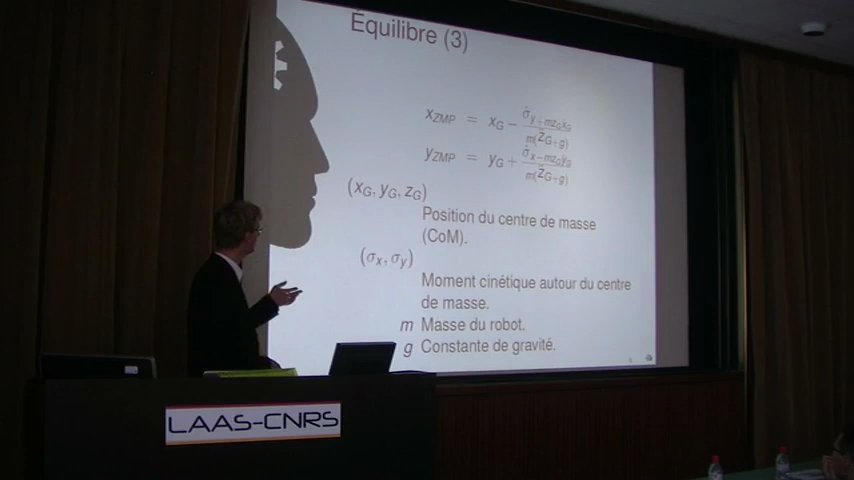 Équilibre (3)
x_ZMP = x_G − (σ̇_y + m z_G ẍ_G) / (m(z̈_G + g))
y_ZMP = y_G + (σ̇_x − m z_G ÿ_G) / (m(z̈_G + g))
(x_G, y_G, z_G)
Position du centre de masse
(CoM).
(σ_x, σ_y)
Moment cinétique autour du centre
de masse.
m Masse du robot.
g Constante de gravité.
LAAS-CNRS